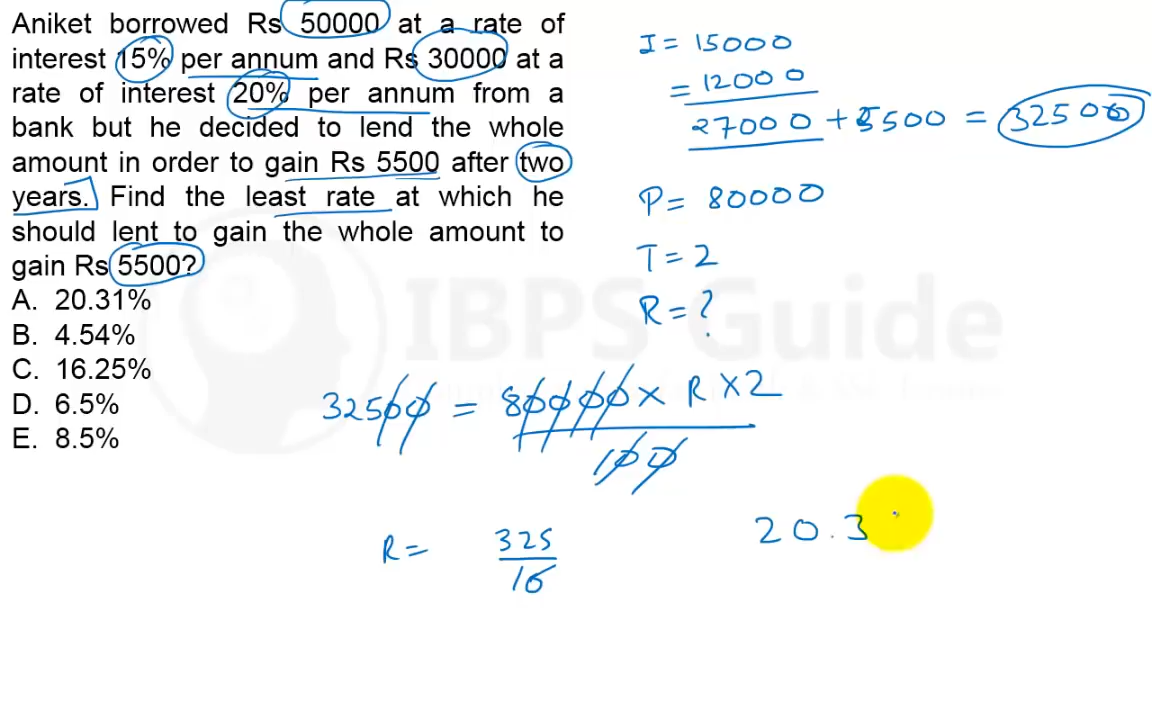 Aniket borrowed Rs 50000 at a rate of
interest 15% per annum and Rs 30000 at a
rate of interest 20% per annum from a
bank but he decided to lend the whole
amount in order to gain Rs 5500 after two
years. Find the least rate at which he
should lent to gain the whole amount to
gain Rs 5500?
A. 20.31%
B. 4.54%
C. 16.25%
D. 6.5%
E. 8.5%
I = 15000
= 12000
27000 + 5500 = 32500
P = 80000
T = 2
R = ?
32500 = 80000 × R × 2
100
R = 325
16
20.3
IBPS Guide